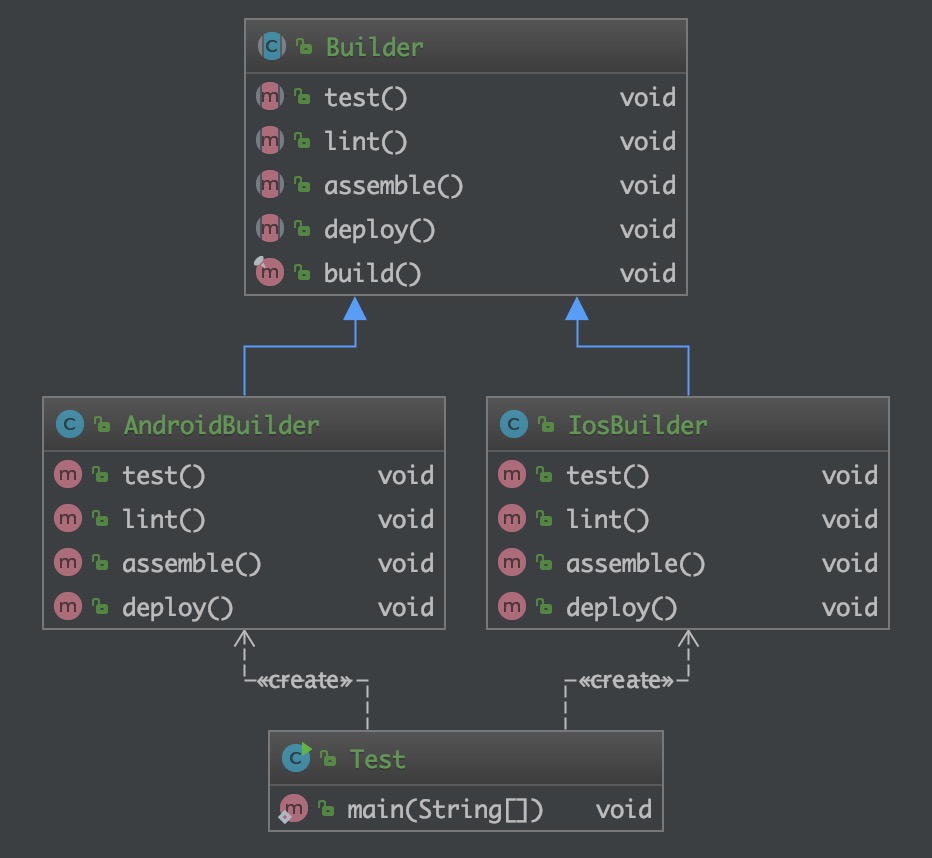 C Builder
m test() void
m lint() void
m assemble() void
m deploy() void
m build() void
C AndroidBuilder
m test() void
m lint() void
m assemble() void
m deploy() void
C IosBuilder
m test() void
m lint() void
m assemble() void
m deploy() void
«create»
«create»
C Test
m main(String[]) void